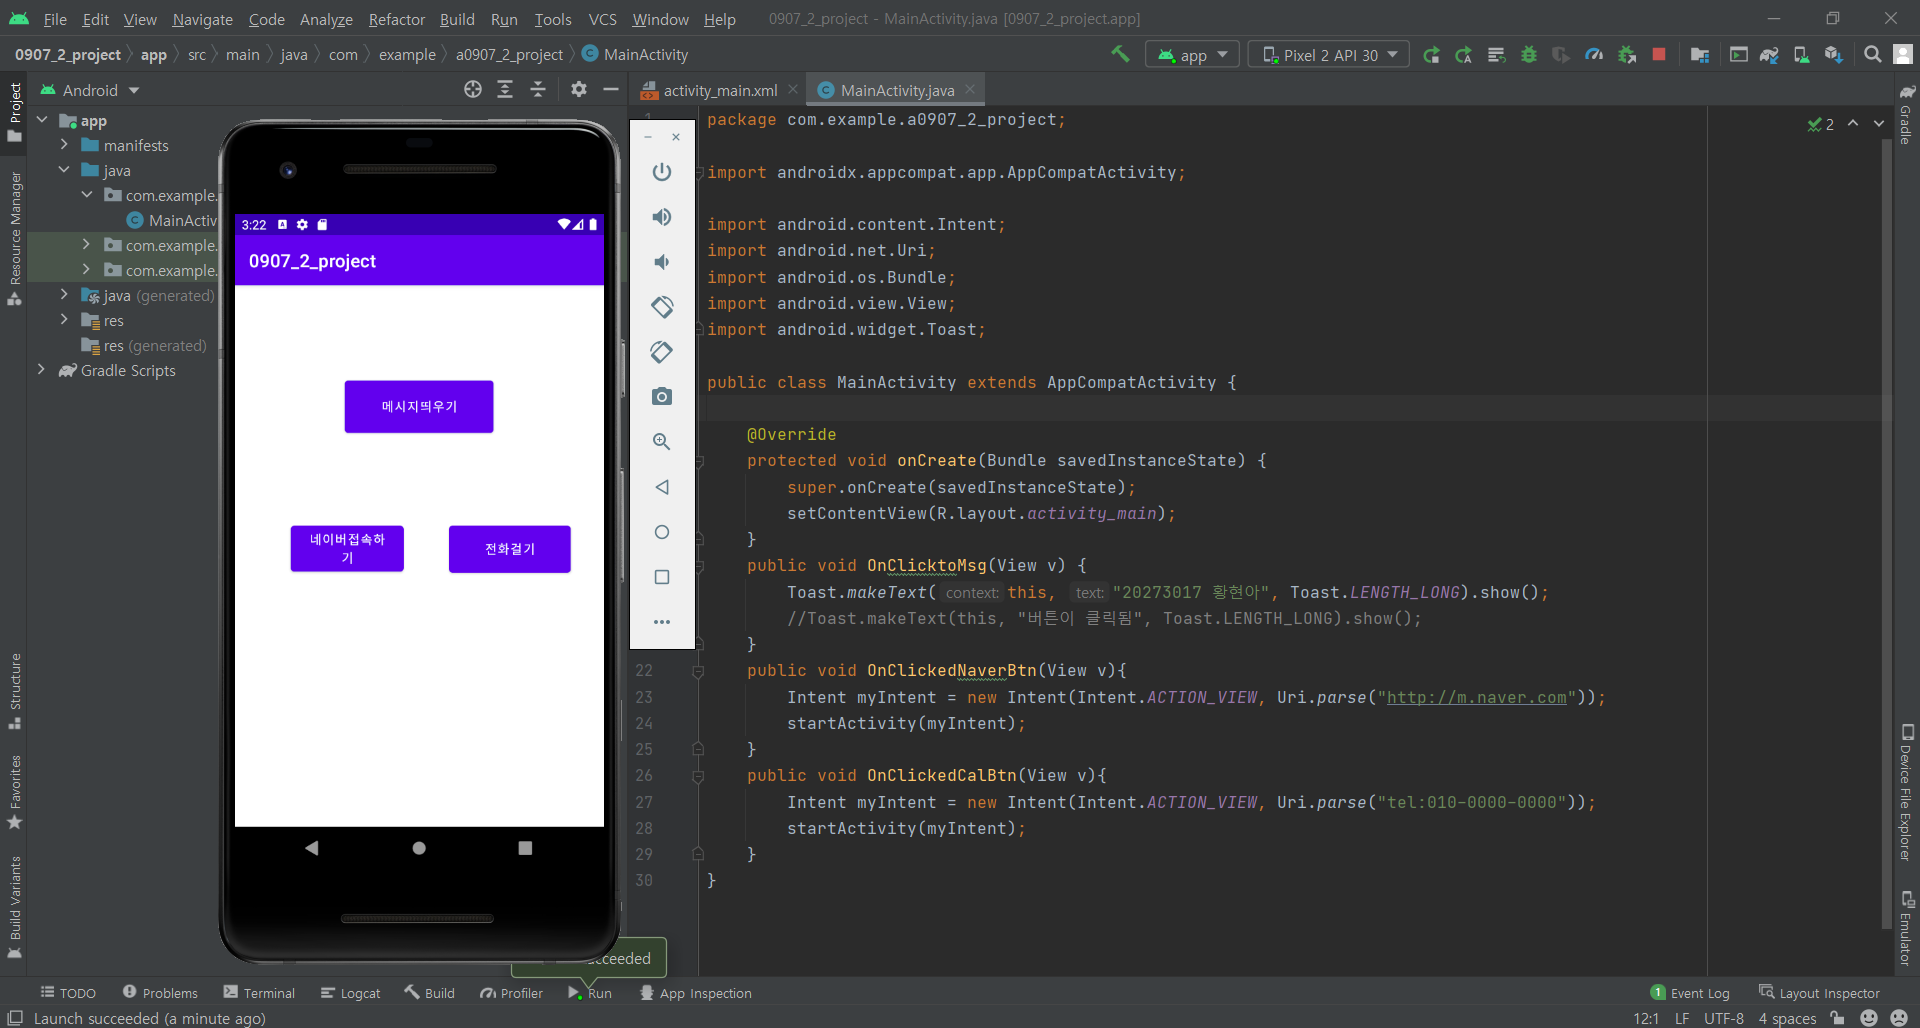 File Edit View Navigate Code Analyze Refactor Build Run Tools VCS Window Help 0907_2_project - MainActivity.java [0907_2_project.app]
0907_2_project app src main java com example a0907_2_project MainActivity app Pixel 2 API 30
Android
activity_main.xml
MainActivity.java
Project
Resource Manager
Structure
Favorites
Build Variants
app
manifests
java
com.example.
MainActiv
com.example.
com.example.
java (generated)
res
res (generated)
Gradle Scripts
3:22
0907_2_project
메시지띄우기
네이버접속하
기
전화걸기
2
package com.example.a0907_2_project;
import androidx.appcompat.app.AppCompatActivity;
import android.content.Intent;
import android.net.Uri;
import android.os.Bundle;
import android.view.View;
import android.widget.Toast;
public class MainActivity extends AppCompatActivity {
@Override
protected void onCreate(Bundle savedInstanceState) {
super.onCreate(savedInstanceState);
setContentView(R.layout.activity_main);
}
public void OnClicktoMsg(View v) {
Toast.makeText( context: this, text: "20273017 황현아", Toast.LENGTH_LONG).show();
//Toast.makeText(this, "버튼이 클릭됨", Toast.LENGTH_LONG).show();
}
22 public void OnClickedNaverBtn(View v){
23 Intent myIntent = new Intent(Intent.ACTION_VIEW, Uri.parse("http://m.naver.com"));
24 startActivity(myIntent);
25 }
26 public void OnClickedCalBtn(View v){
27 Intent myIntent = new Intent(Intent.ACTION_VIEW, Uri.parse("tel:010-0000-0000"));
28 startActivity(myIntent);
29 }
30 }
Gradle
Device File Explorer
Emulator
TODO Problems Terminal Logcat Build Profiler Run App Inspection 1 Event Log Layout Inspector
Launch succeeded (a minute ago) 12:1 LF UTF-8 4 spaces